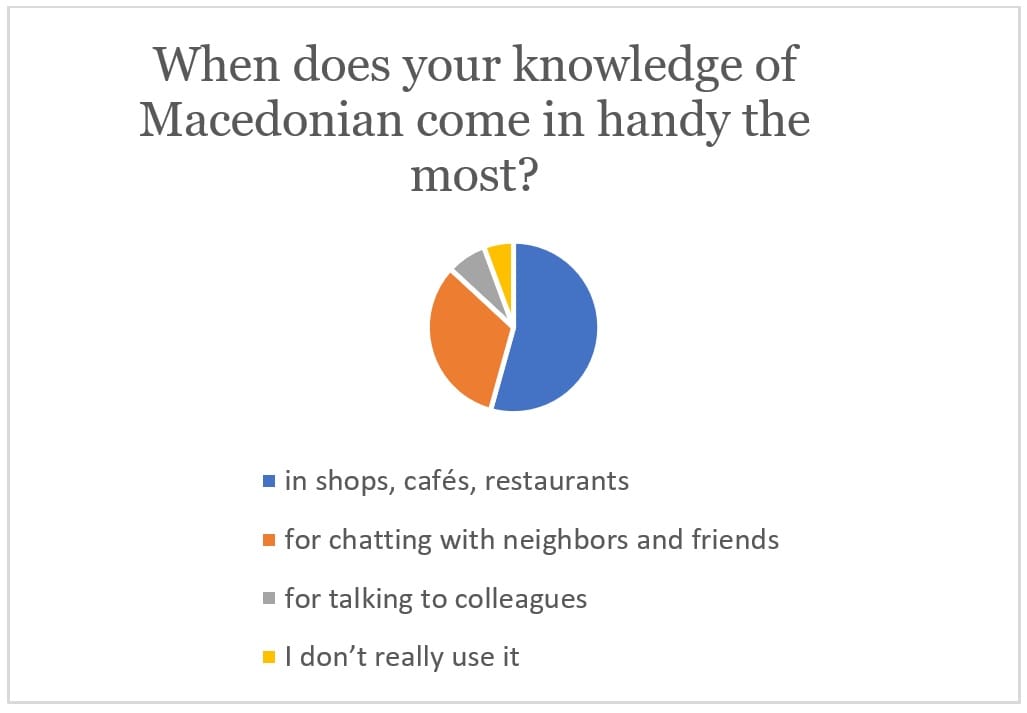 When does your knowledge of
Macedonian come in handy the
most?
in shops, cafés, restaurants
for chatting with neighbors and friends
for talking to colleagues
I don’t really use it